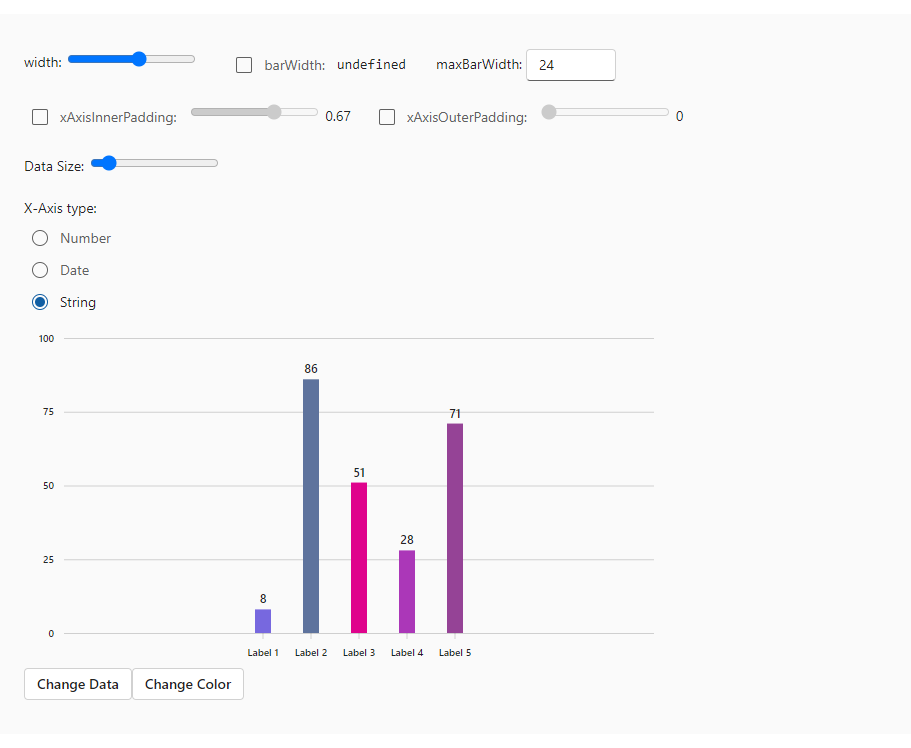 width: barWidth: undefined maxBarWidth: 24
xAxisInnerPadding: 0.67 xAxisOuterPadding: 0
Data Size:
X-Axis type:
Number
Date
String
100
86
75
71
51
50
28
25
8
0
Label 1 Label 2 Label 3 Label 4 Label 5
Change Data Change Color